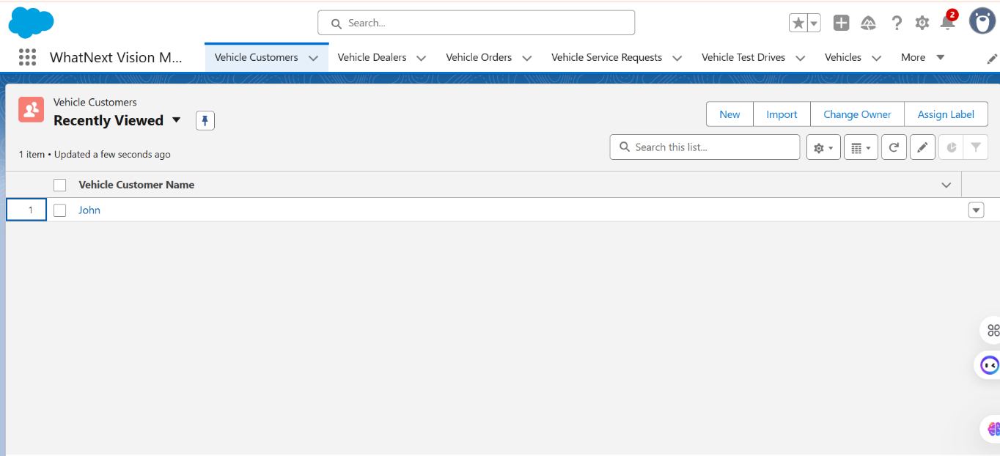 Search...
2
WhatNext Vision M...
Vehicle Customers
Vehicle Dealers
Vehicle Orders
Vehicle Service Requests
Vehicle Test Drives
Vehicles
More
Vehicle Customers
Recently Viewed
New
Import
Change Owner
Assign Label
1 item • Updated a few seconds ago
Search this list...
Vehicle Customer Name
1
John